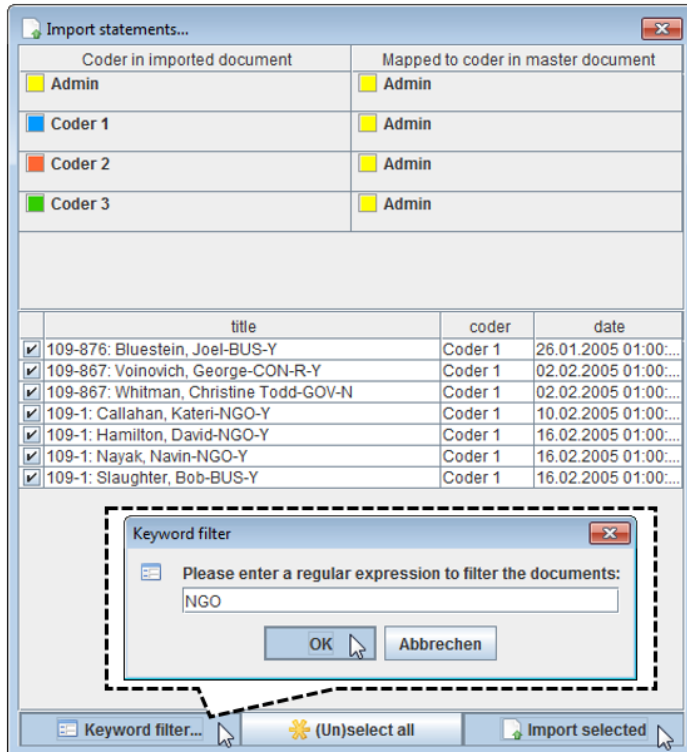 Import statements...
Coder in imported document Mapped to coder in master document
Admin Admin
Coder 1 Admin
Coder 2 Admin
Coder 3 Admin
title coder date
109-876: Bluestein, Joel-BUS-Y Coder 1 26.01.2005 01:00:...
109-867: Voinovich, George-CON-R-Y Coder 1 02.02.2005 01:00:...
109-867: Whitman, Christine Todd-GOV-N Coder 1 02.02.2005 01:00:...
109-1: Callahan, Kateri-NGO-Y Coder 1 10.02.2005 01:00:...
109-1: Hamilton, David-NGO-Y Coder 1 16.02.2005 01:00:...
109-1: Nayak, Navin-NGO-Y Coder 1 16.02.2005 01:00:...
109-1: Slaughter, Bob-BUS-Y Coder 1 16.02.2005 01:00:...
Keyword filter
Please enter a regular expression to filter the documents:
NGO
OK Abbrechen
Keyword filter... (Un)select all Import selected